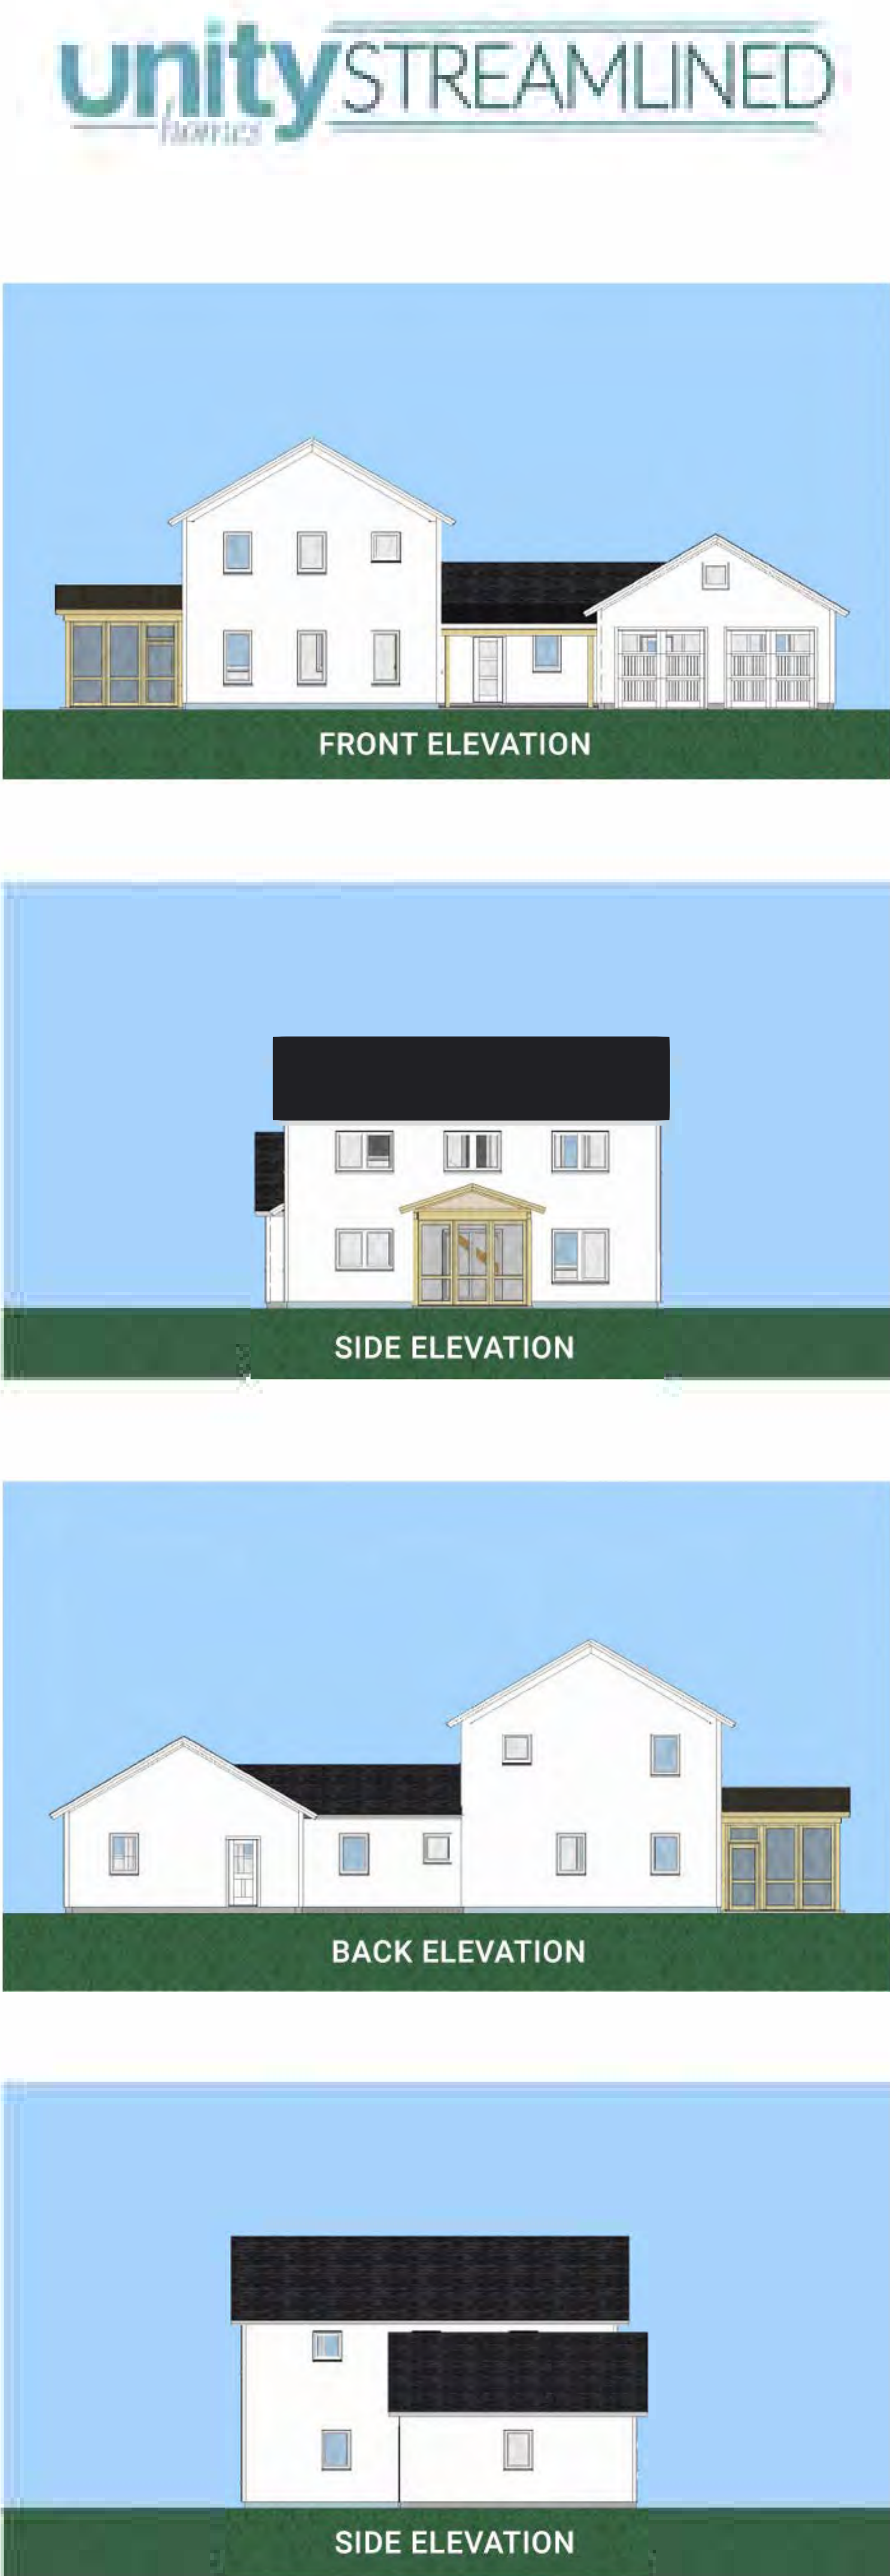 unity STREAMLINED
homes
FRONT ELEVATION
SIDE ELEVATION
BACK ELEVATION
SIDE ELEVATION